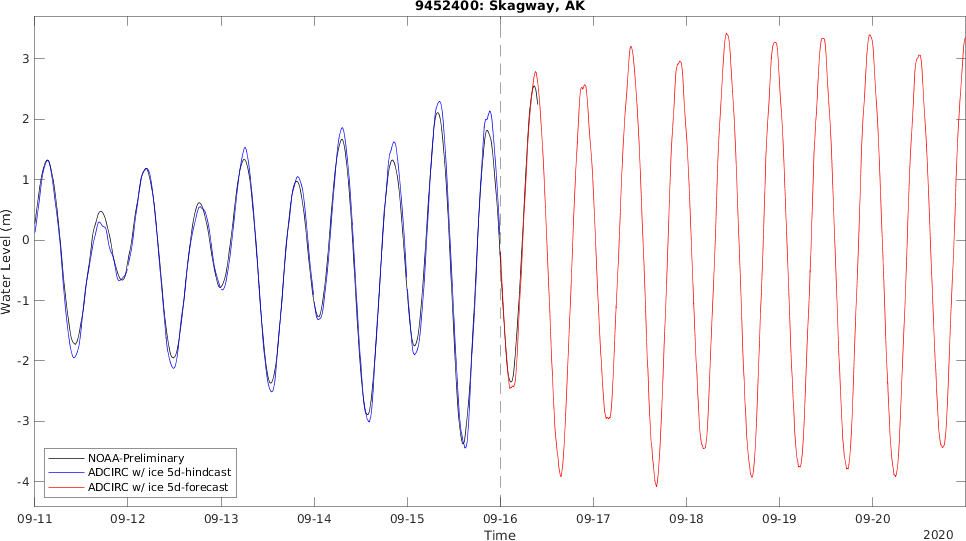 9452400: Skagway, AK
Water Level (m)
3
2
1
0
-1
-2
-3
-4
NOAA-Preliminary
ADCIRC w/ ice 5d-hindcast
ADCIRC w/ ice 5d-forecast
09-11 09-12 09-13 09-14 09-15 09-16 09-17 09-18 09-19 09-20
Time
2020